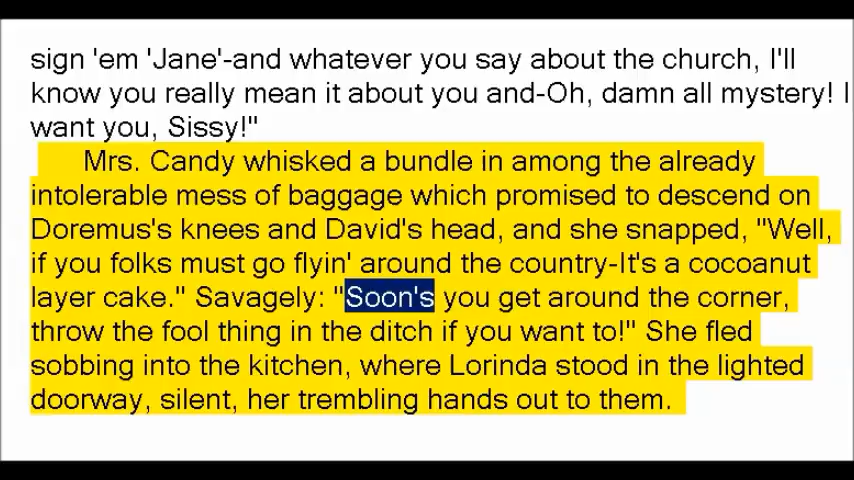 sign 'em 'Jane'-and whatever you say about the church, I'll
know you really mean it about you and-Oh, damn all mystery! I
want you, Sissy!"
Mrs. Candy whisked a bundle in among the already
intolerable mess of baggage which promised to descend on
Doremus's knees and David's head, and she snapped, "Well,
if you folks must go flyin' around the country-It's a cocoanut
layer cake." Savagely: "Soon's you get around the corner,
throw the fool thing in the ditch if you want to!" She fled
sobbing into the kitchen, where Lorinda stood in the lighted
doorway, silent, her trembling hands out to them.